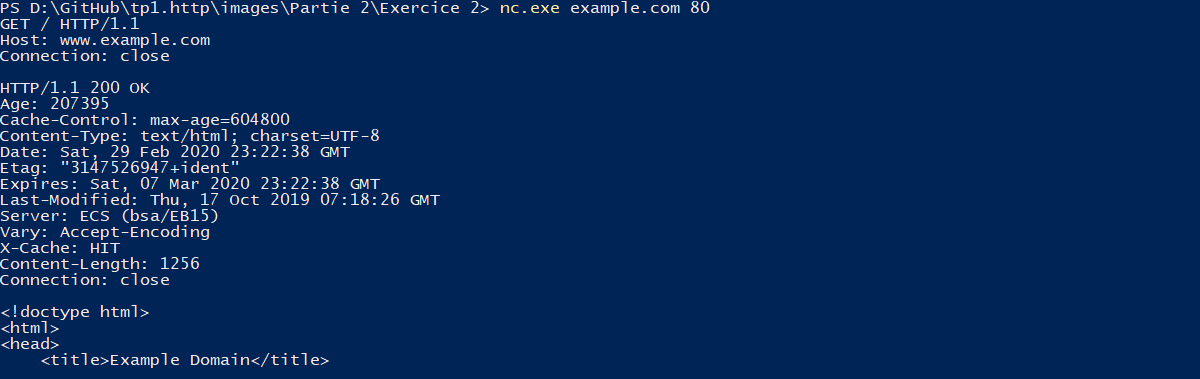 PS D:\GitHub\tp1.http\images\Partie 2\Exercice 2> nc.exe example.com 80
GET / HTTP/1.1
Host: www.example.com
Connection: close

HTTP/1.1 200 OK
Age: 207395
Cache-Control: max-age=604800
Content-Type: text/html; charset=UTF-8
Date: Sat, 29 Feb 2020 23:22:38 GMT
Etag: "3147526947+ident"
Expires: Sat, 07 Mar 2020 23:22:38 GMT
Last-Modified: Thu, 17 Oct 2019 07:18:26 GMT
Server: ECS (bsa/EB15)
Vary: Accept-Encoding
X-Cache: HIT
Content-Length: 1256
Connection: close

<!doctype html>
<html>
<head>
    <title>Example Domain</title>